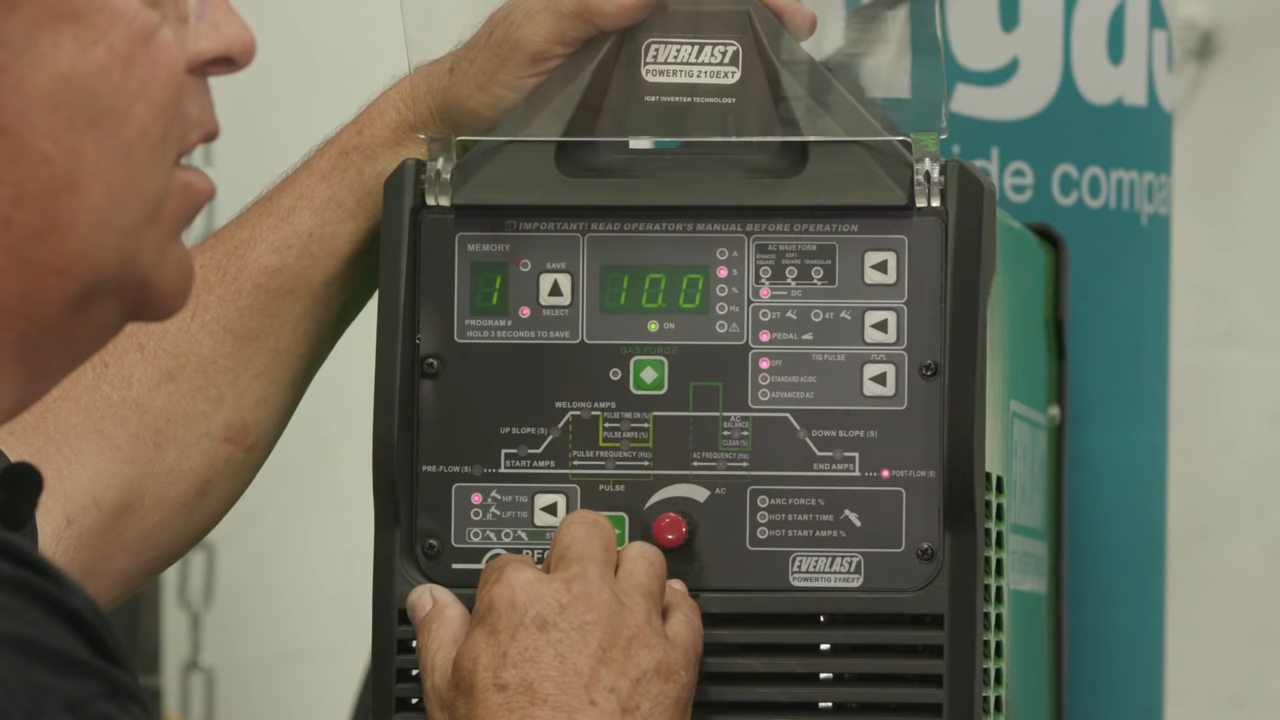 EVERLAST
POWERTIG 210EXT
IGBT INVERTER TECHNOLOGY
ide compa
IMPORTANT! READ OPERATOR'S MANUAL BEFORE OPERATION
MEMORY
1
SAVE
SELECT
PROGRAM #
HOLD 3 SECONDS TO SAVE
10.0
ON
A
S
%
Hz
AC WAVE FORM
ADVANCED SQUARE
SOFT SQUARE
TRIANGULAR
DC
2T
4T
PEDAL
TIG PULSE
OFF
STANDARD AC/DC
ADVANCED AC
GAS PURGE
WELDING AMPS
UP SLOPE (S)
START AMPS
PRE-FLOW (S)
PULSE TIME ON (%)
PULSE AMPS (%)
PULSE FREQUENCY (Hz)
PULSE
AC
BALANCE
CLEAN (%)
AC FREQUENCY (Hz)
AC
DOWN SLOPE (S)
END AMPS
POST-FLOW (S)
HF TIG
LIFT TIG
ARC FORCE %
HOT START TIME
HOT START AMPS %
EVERLAST
POWERTIG 210EXT